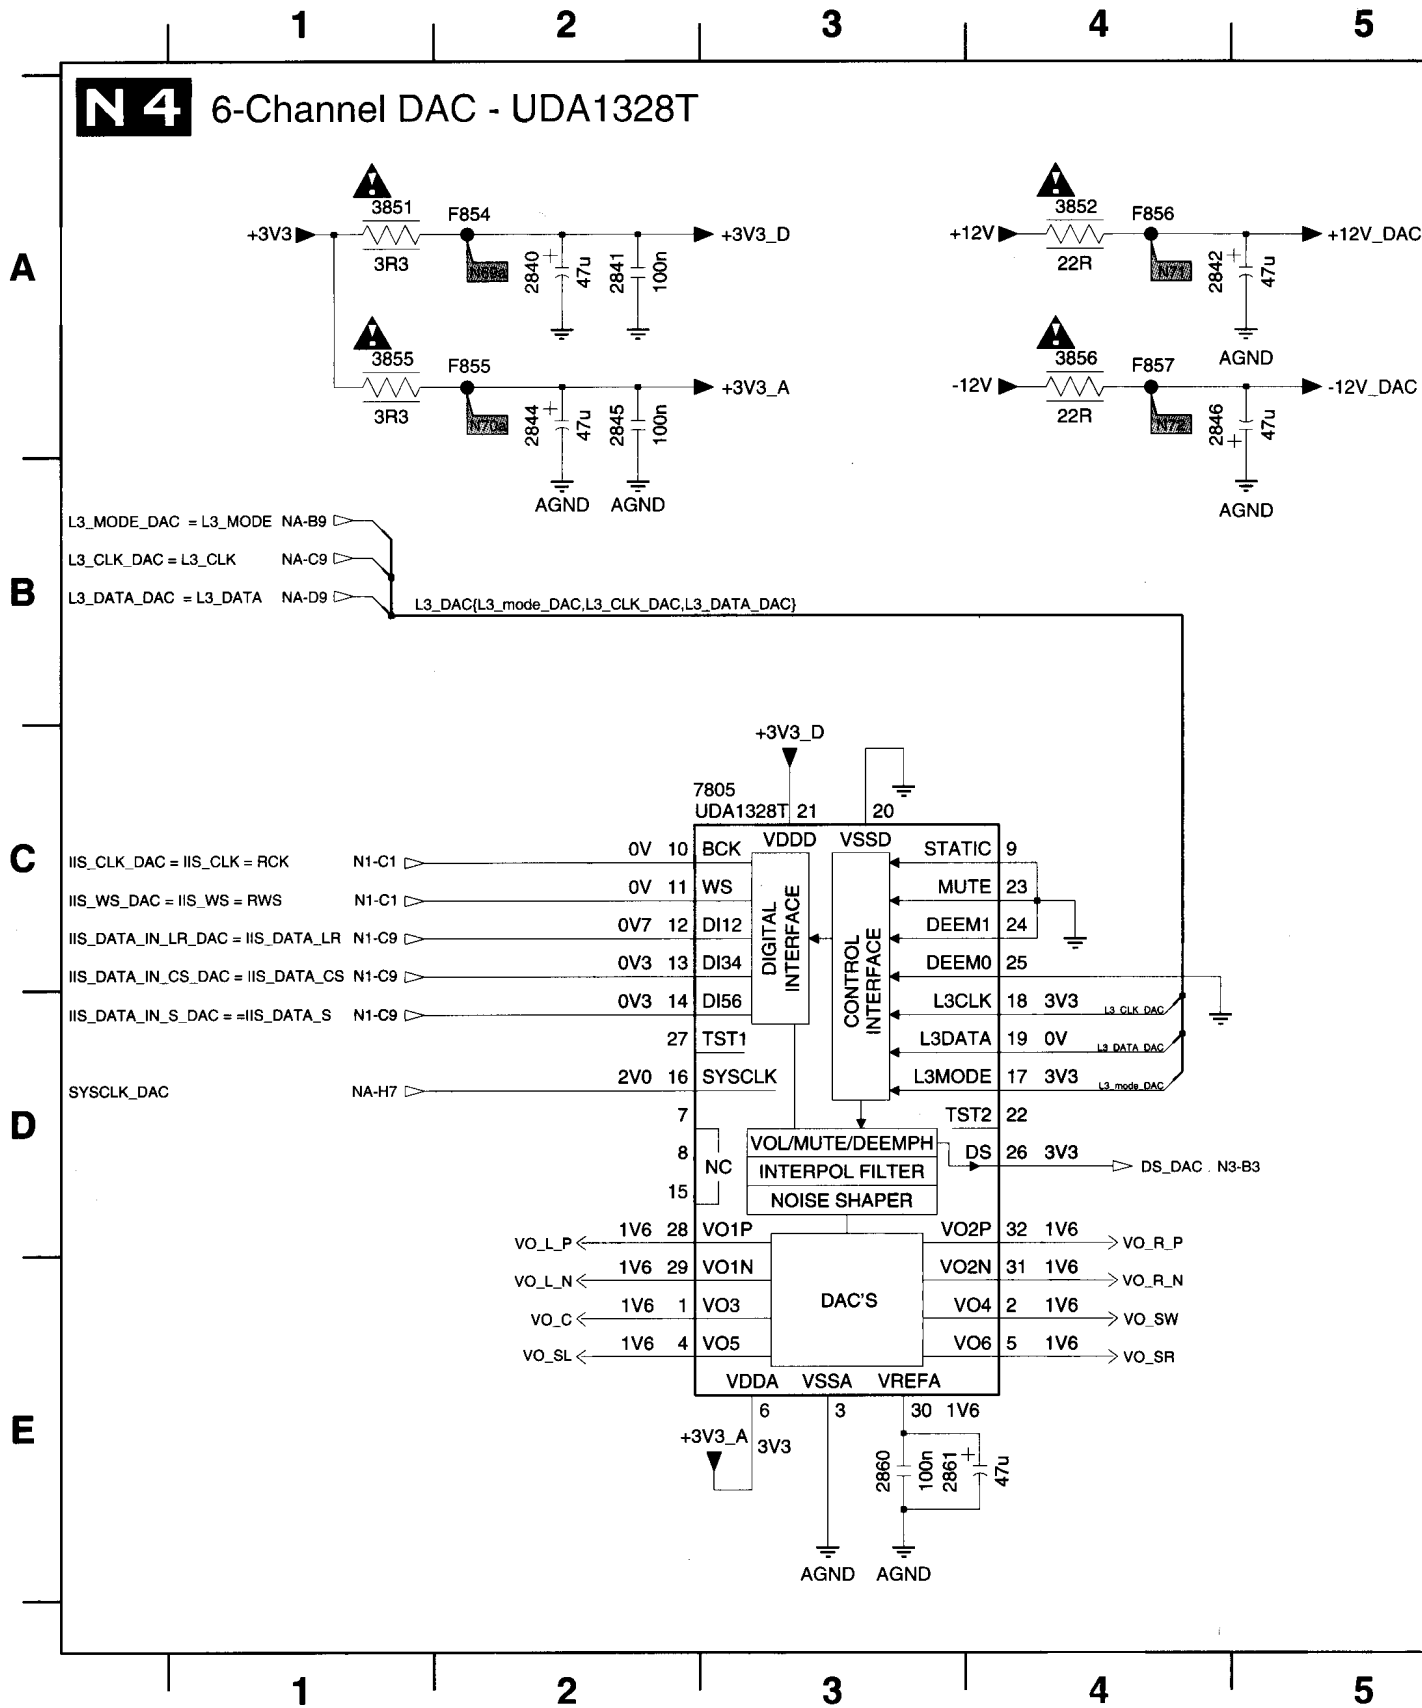 1 2 3 4 5
N 4 6-Channel DAC - UDA1328T
3851 F854 3852 F856
+3V3 +3V3_D +12V +12V_DAC
3R3 N69a 2840 + 47u 2841 100n 22R N71 2842 + 47u
A
3855 F855 3856 F857 AGND
+3V3_A -12V -12V_DAC
3R3 N70a 2844 + 47u 2845 100n 22R N72 2846 + 47u
AGND AGND AGND
L3_MODE_DAC = L3_MODE NA-B9
L3_CLK_DAC = L3_CLK NA-C9
B
L3_DATA_DAC = L3_DATA NA-D9 L3_DAC{L3_mode_DAC,L3_CLK_DAC,L3_DATA_DAC}
+3V3_D
7805
UDA1328T 21 20
VDDD VSSD
C
IIS_CLK_DAC = IIS_CLK = RCK N1-C1 0V 10 BCK STATIC 9
IIS_WS_DAC = IIS_WS = RWS N1-C1 0V 11 WS MUTE 23
IIS_DATA_IN_LR_DAC = IIS_DATA_LR N1-C9 0V7 12 DI12 DEEM1 24
DIGITAL INTERFACE
CONTROL INTERFACE
IIS_DATA_IN_CS_DAC = IIS_DATA_CS N1-C9 0V3 13 DI34 DEEM0 25
IIS_DATA_IN_S_DAC = =IIS_DATA_S N1-C9 0V3 14 DI56 L3CLK 18 3V3 L3_CLK_DAC
27 TST1 L3DATA 19 0V L3_DATA_DAC
SYSCLK_DAC NA-H7 2V0 16 SYSCLK L3MODE 17 3V3 L3_mode_DAC
D
7 TST2 22
VOL/MUTE/DEEMPH
8 NC DS 26 3V3 DS_DAC . N3-B3
INTERPOL FILTER
15 NOISE SHAPER
VO_L_P 1V6 28 VO1P VO2P 32 1V6 VO_R_P
VO_L_N 1V6 29 VO1N VO2N 31 1V6 VO_R_N
DAC'S
VO_C 1V6 1 VO3 VO4 2 1V6 VO_SW
VO_SL 1V6 4 VO5 VO6 5 1V6 VO_SR
VDDA VSSA VREFA
6 3 30 1V6
E
+3V3_A 3V3
2860 100n 2861 + 47u
AGND AGND
1 2 3 4 5